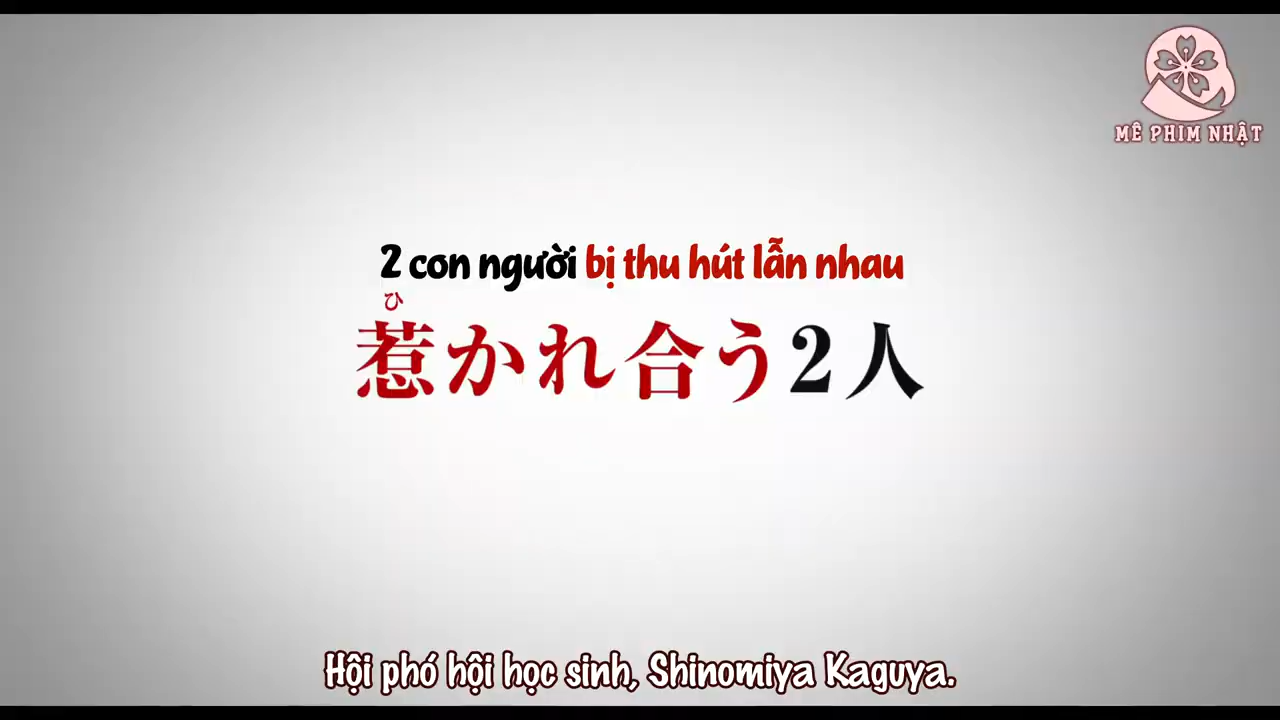 MÊ PHIM NHẬT
2 con người bị thu hút lẫn nhau
ひ
惹かれ合う2人
Hội phó hội học sinh, Shinomiya Kaguya.